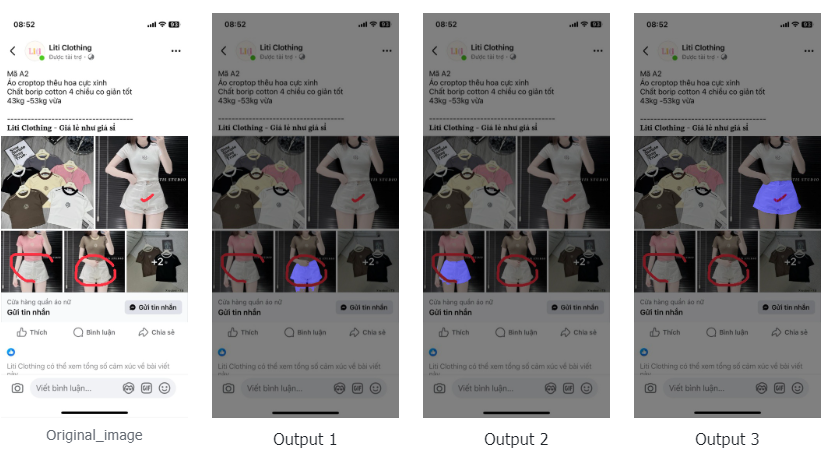 08:52
93
Liti
Liti Clothing
Được tài trợ ·
Mã A2
Áo croptop thêu hoa cực xinh
Chất borip cotton 4 chiều co giãn tốt
43kg -53kg vừa
------------------------------------
Liti Clothing - Giá lẻ như giá sỉ
+2
Cửa hàng quần áo nữ
Gửi tin nhắn
Gửi tin nhắn
Thích
Bình luận
Chia sẻ
Liti Clothing có thể xem tổng số cảm xúc về bài viết
này
Viết bình luận...
GIF
Original_image
08:52
93
Liti
Liti Clothing
Được tài trợ ·
Mã A2
Áo croptop thêu hoa cực xinh
Chất borip cotton 4 chiều co giãn tốt
43kg -53kg vừa
------------------------------------
Liti Clothing - Giá lẻ như giá sỉ
+2
Cửa hàng quần áo nữ
Gửi tin nhắn
Gửi tin nhắn
Thích
Bình luận
Chia sẻ
Liti Clothing có thể xem tổng số cảm xúc về bài viết
này
Viết bình luận...
GIF
Output 1
08:52
93
Liti
Liti Clothing
Được tài trợ ·
Mã A2
Áo croptop thêu hoa cực xinh
Chất borip cotton 4 chiều co giãn tốt
43kg -53kg vừa
------------------------------------
Liti Clothing - Giá lẻ như giá sỉ
+2
Cửa hàng quần áo nữ
Gửi tin nhắn
Gửi tin nhắn
Thích
Bình luận
Chia sẻ
Liti Clothing có thể xem tổng số cảm xúc về bài viết
này
Viết bình luận...
GIF
Output 2
08:52
93
Liti
Liti Clothing
Được tài trợ ·
Mã A2
Áo croptop thêu hoa cực xinh
Chất borip cotton 4 chiều co giãn tốt
43kg -53kg vừa
------------------------------------
Liti Clothing - Giá lẻ như giá sỉ
+2
Cửa hàng quần áo nữ
Gửi tin nhắn
Gửi tin nhắn
Thích
Bình luận
Chia sẻ
Liti Clothing có thể xem tổng số cảm xúc về bài viết
này
Viết bình luận...
GIF
Output 3